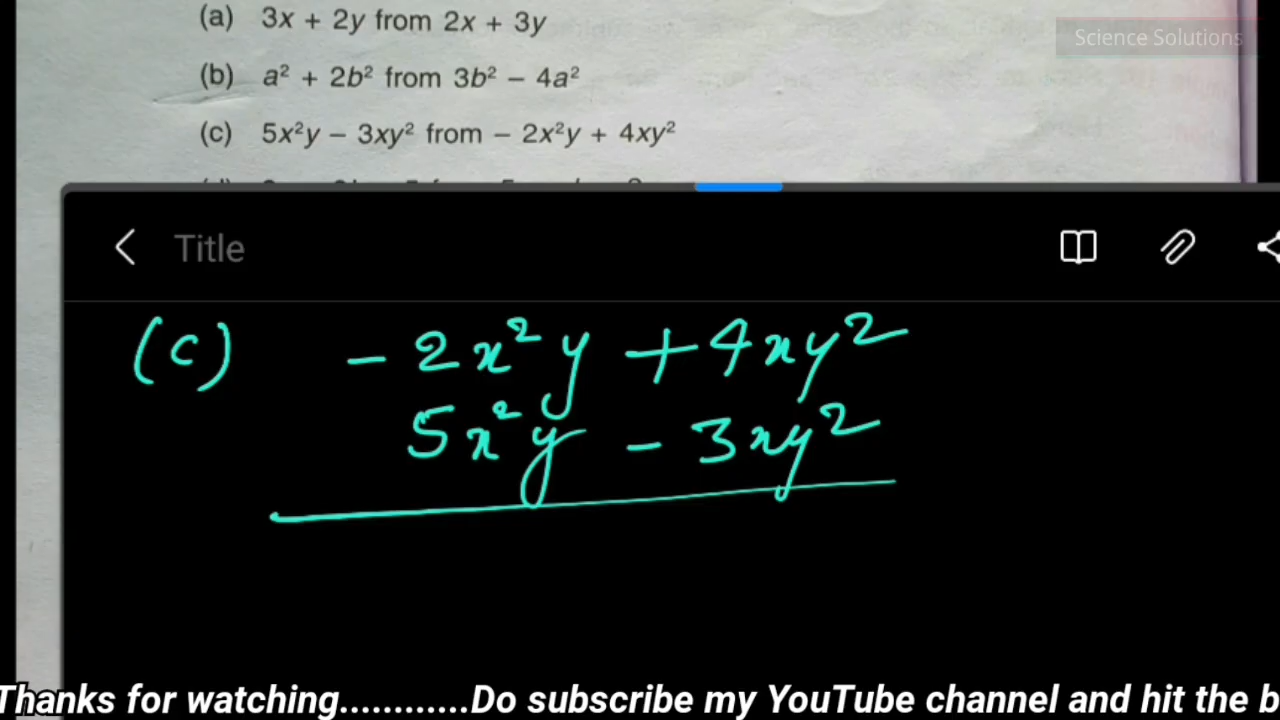 (a) 3x + 2y from 2x + 3y
Science Solutions
(b) a² + 2b² from 3b² – 4a²
(c) 5x²y – 3xy² from – 2x²y + 4xy²
Title
(c) - 2x²y + 4xy²
5x²y - 3xy²
Thanks for watching............Do subscribe my YouTube channel and hit the b